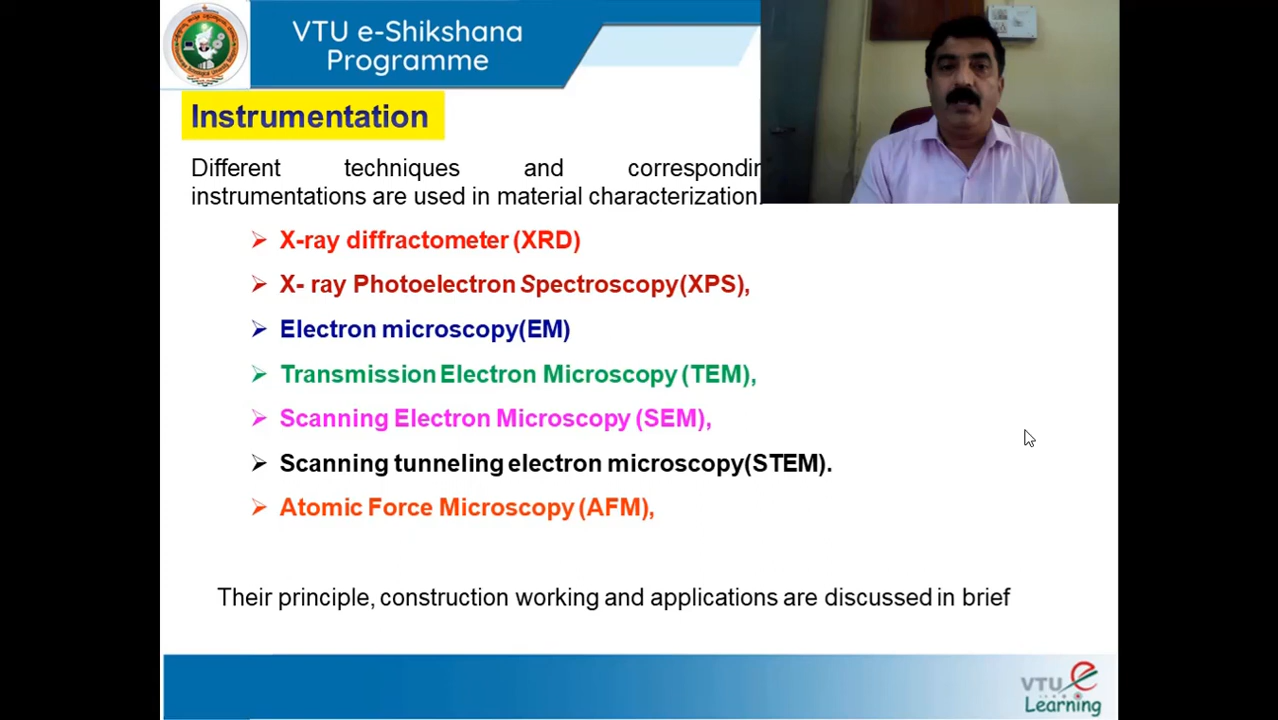 VTU e-Shikshana
Programme
Instrumentation
Different techniques and correspondin
instrumentations are used in material characterization.
➢ X-ray diffractometer (XRD)
➢ X- ray Photoelectron Spectroscopy(XPS),
➢ Electron microscopy(EM)
➢ Transmission Electron Microscopy (TEM),
➢ Scanning Electron Microscopy (SEM),
➢ Scanning tunneling electron microscopy(STEM).
➢ Atomic Force Microscopy (AFM),
Their principle, construction working and applications are discussed in brief
VTU e
Learning